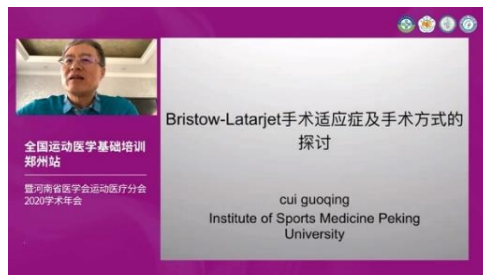 全国运动医学基础培训
郑州站
暨河南省医学会运动医疗分会
2020学术年会
Bristow-Latarjet手术适应症及手术方式的
探讨
cui guoqing
Institute of Sports Medicine Peking
University